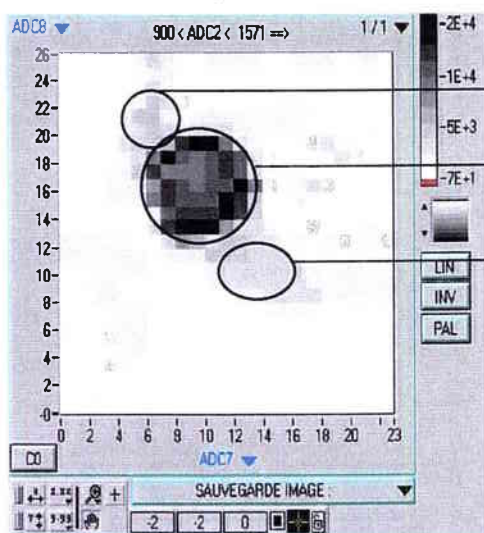 ADC8 900 < ADC2 < 1571 ==> 1/1
26
24
22
20
18
16
14
12
10
8
6
4
2
0
0 2 4 6 8 10 12 14 16 18 20 23
-2E+4
-1E+4
-5E+3
-7E+1
LIN
INV
PAL
C0
ADC7
SAUVEGARDE IMAGE :
-2 -2 0